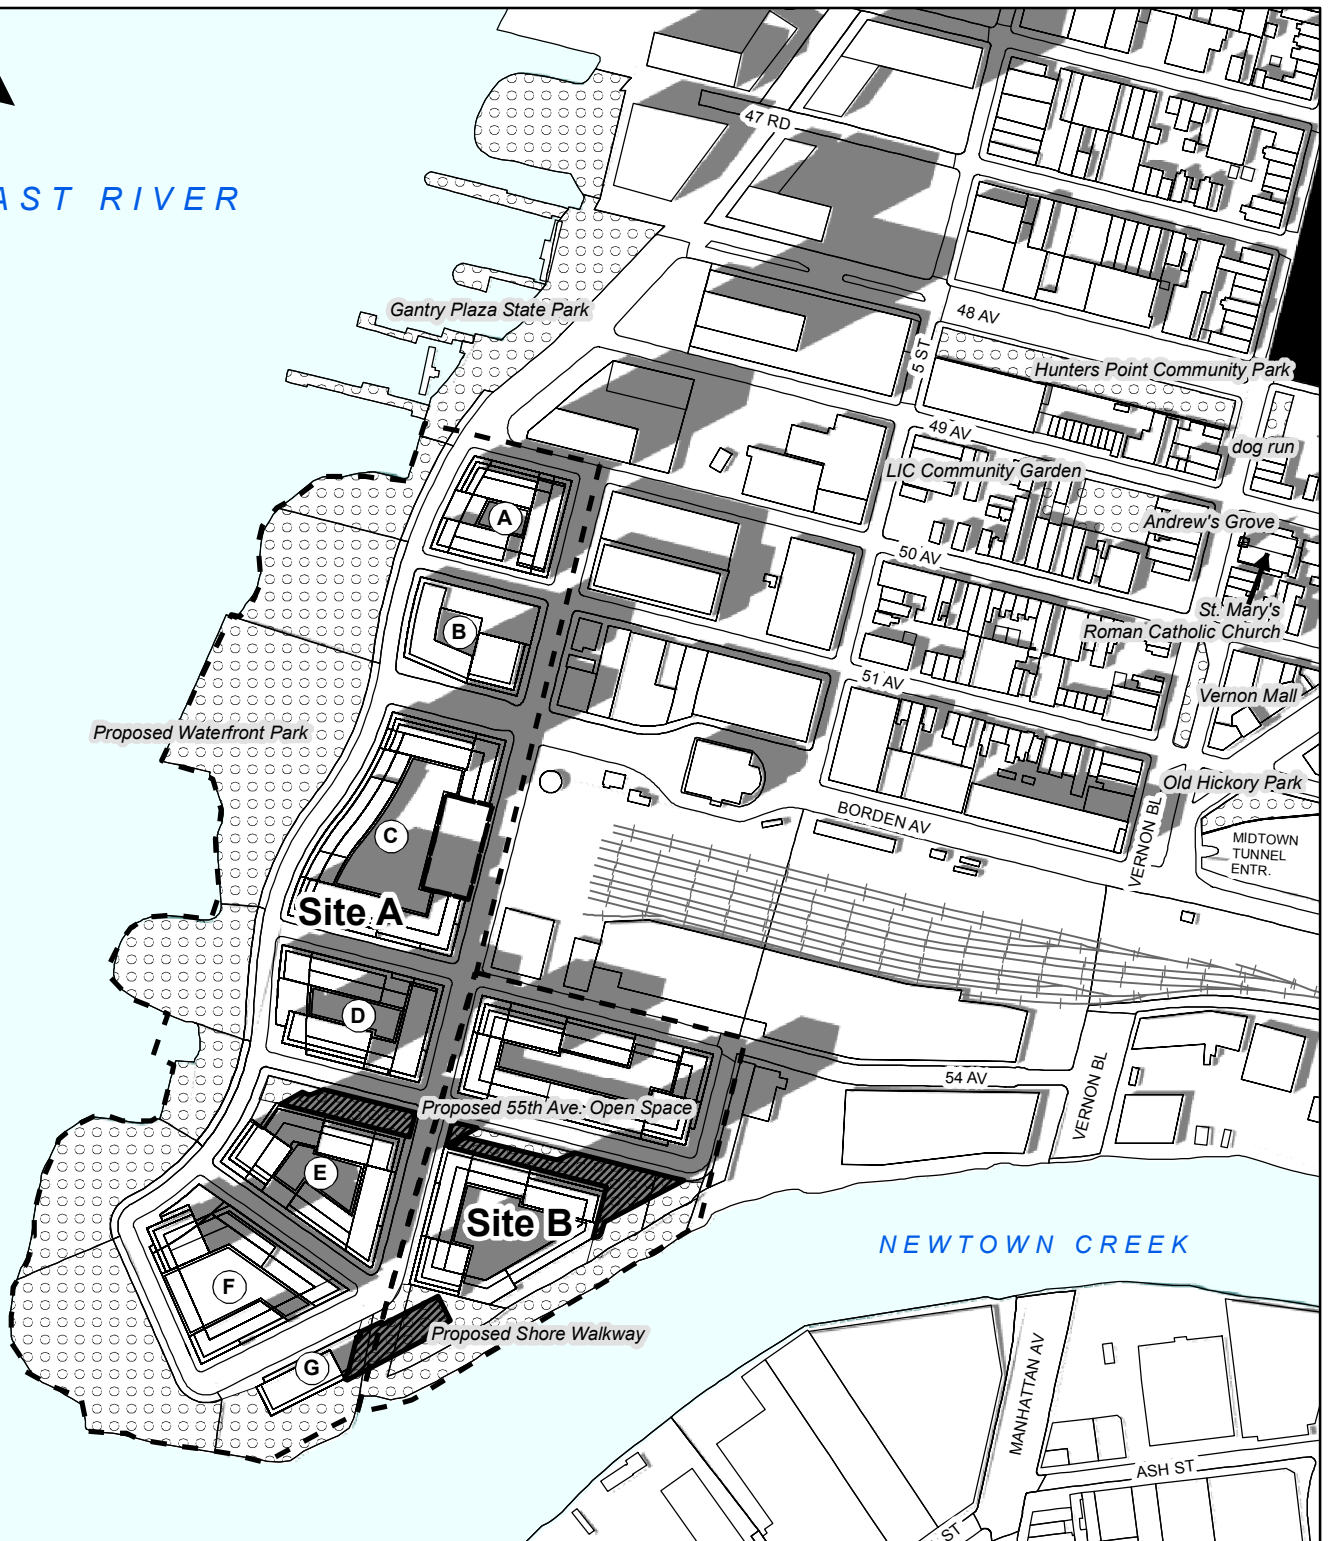 47 RD
AST RIVER
Gantry Plaza State Park
48 AV
5 ST
Hunters Point Community Park
49 AV
dog run
LIC Community Garden
A
Andrew's Grove
50 AV
St. Mary's
Roman Catholic Church
B
51 AV
Vernon Mall
Proposed Waterfront Park
Old Hickory Park
BORDEN AV
VERNON BL
MIDTOWN
TUNNEL
ENTR.
C
Site A
D
54 AV
VERNON BL
Proposed 55th Ave. Open Space
E
Site B
NEWTOWN CREEK
F
Proposed Shore Walkway
G
MANHATTAN AV
ASH ST
ST